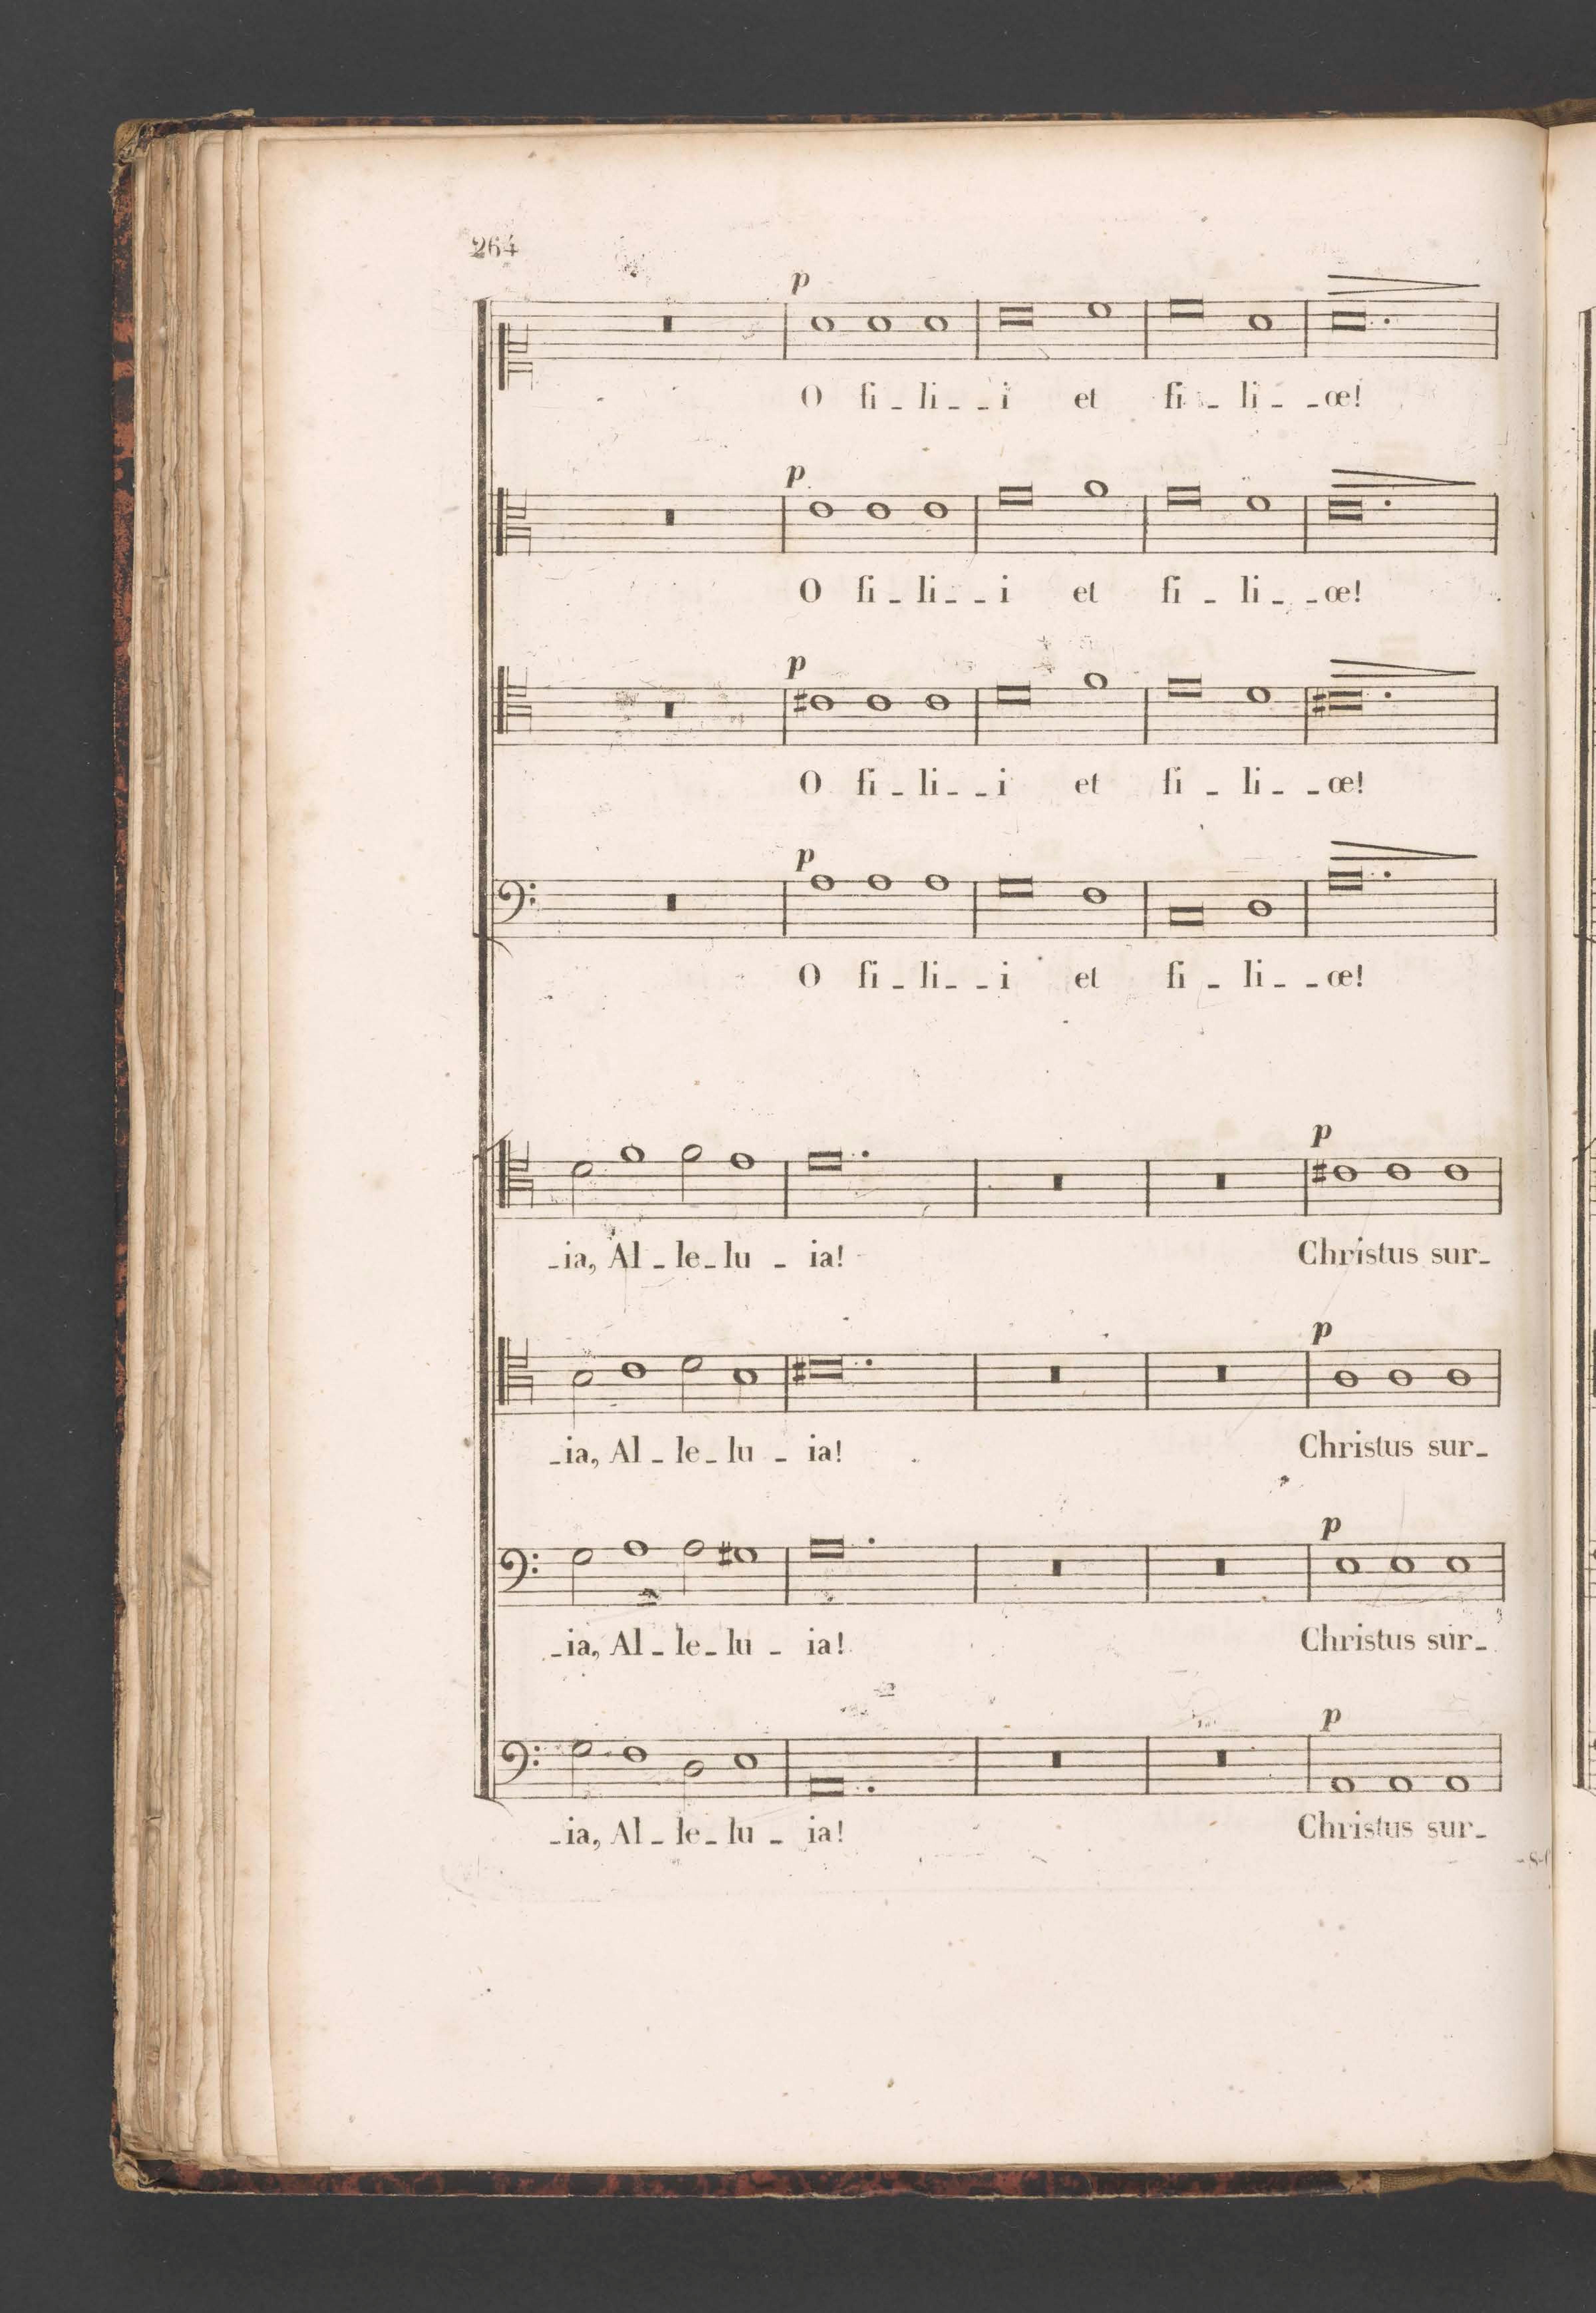 264
p
O fi_li__i et fi_li__œ!
p
O fi_li__i et fi_li__œ!
p
O fi_li__i et fi_li__œ!
p
O fi_li__i et fi_li__œ!
p
_ia, Al_le_lu_ia! Christus sur_
p
_ia, Al_le_lu_ia! Christus sur_
p
_ia, Al_le_lu_ia! Christus sur_
p
_ia, Al_le_lu_ia! Christus sur_